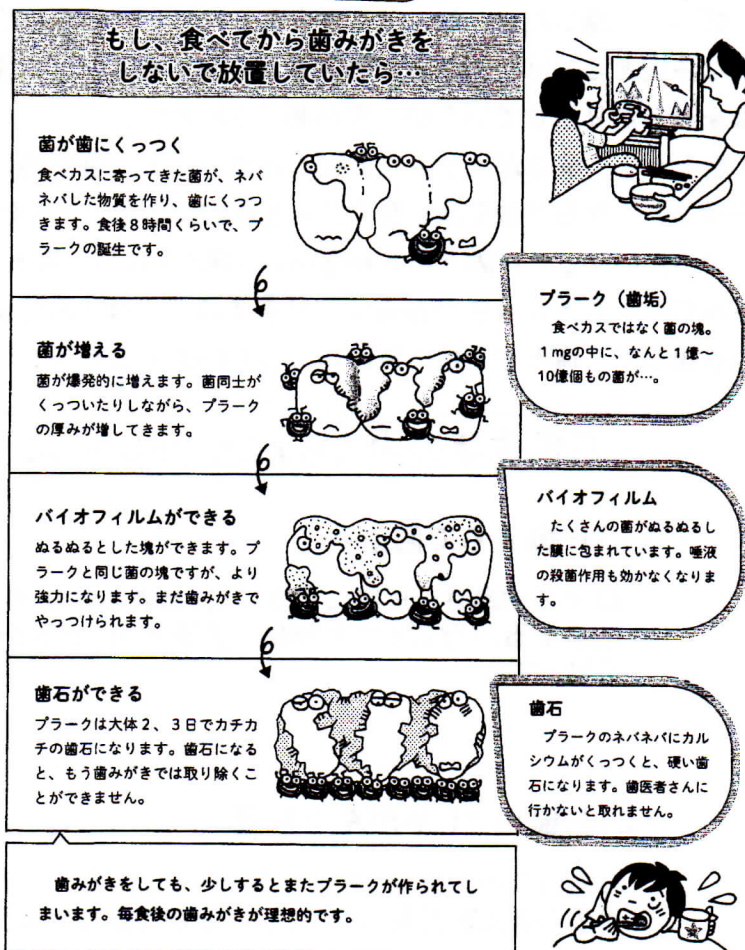 もし、食べてから歯みがきを
しないで放置していたら…
菌が歯にくっつく
食べカスに寄ってきた菌が、ネバ
ネバした物質を作り、歯にくっつ
きます。食後8時間くらいで、プ
ラークの誕生です。
プラーク(歯垢)
食べカスではなく菌の塊。
1mgの中に、なんと1億〜
10億個もの菌が…。
菌が増える
菌が爆発的に増えます。菌同士が
くっついたりしながら、プラーク
の厚みが増してきます。
バイオフィルムができる
ぬるぬるとした塊ができます。プ
ラークと同じ菌の塊ですが、より
強力になります。まだ歯みがきで
やっつけられます。
バイオフィルム
たくさんの菌がぬるぬるし
た膜に包まれています。唾液
の殺菌作用も効かなくなりま
す。
歯石ができる
プラークは大体2、3日でカチカ
チの歯石になります。歯石になる
と、もう歯みがきでは取り除くこ
とができません。
歯石
プラークのネバネバにカル
シウムがくっつくと、硬い歯
石になります。歯医者さんに
行かないと取れません。
歯みがきをしても、少しするとまたプラークが作られてし
まいます。毎食後の歯みがきが理想的です。